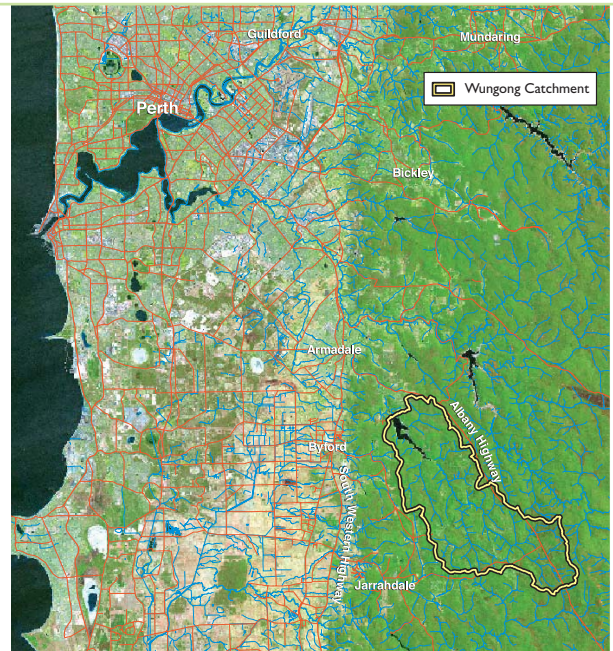 Guildford
Mundaring
Wungong Catchment
Perth
Bickley
Armadale
Albany Highway
Byford
South Western Highway
Jarrahdale